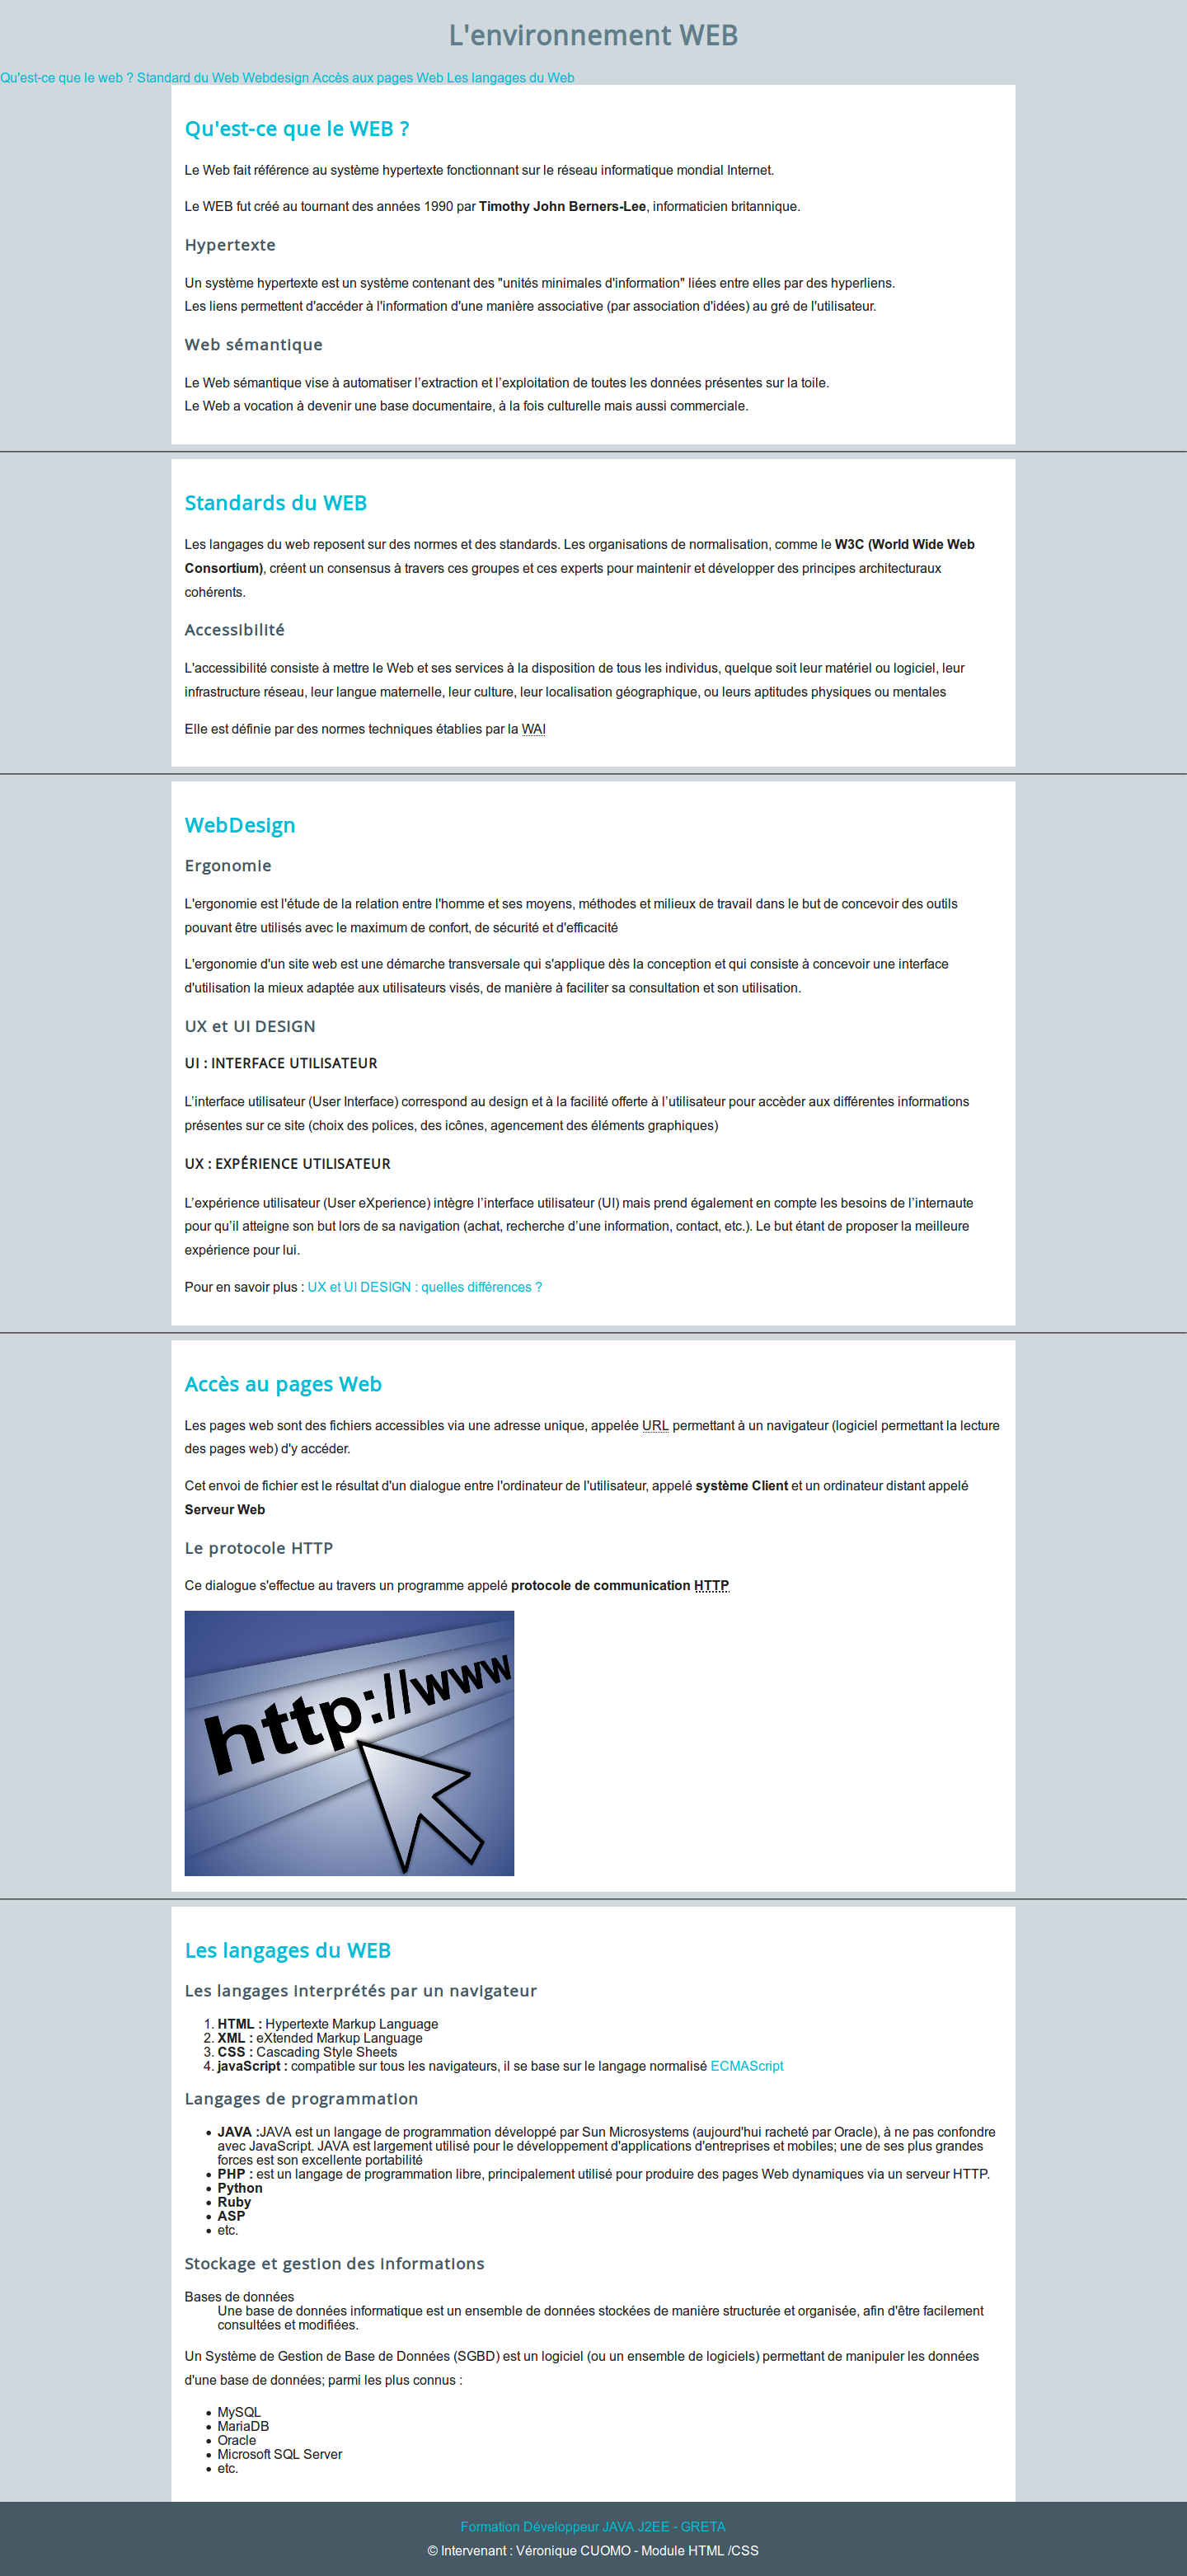 L'environnement WEB
Qu'est-ce que le web ? Standard du Web Webdesign Accès aux pages Web Les langages du Web
Qu'est-ce que le WEB ?
Le Web fait référence au système hypertexte fonctionnant sur le réseau informatique mondial Internet.
Le WEB fut créé au tournant des années 1990 par Timothy John Berners-Lee, informaticien britannique.
Hypertexte
Un système hypertexte est un système contenant des "unités minimales d'information" liées entre elles par des hyperliens.
Les liens permettent d'accéder à l'information d'une manière associative (par association d'idées) au gré de l'utilisateur.
Web sémantique
Le Web sémantique vise à automatiser l’extraction et l’exploitation de toutes les données présentes sur la toile.
Le Web a vocation à devenir une base documentaire, à la fois culturelle mais aussi commerciale.
Standards du WEB
Les langages du web reposent sur des normes et des standards. Les organisations de normalisation, comme le W3C (World Wide Web
Consortium), créent un consensus à travers ces groupes et ces experts pour maintenir et développer des principes architecturaux
cohérents.
Accessibilité
L'accessibilité consiste à mettre le Web et ses services à la disposition de tous les individus, quelque soit leur matériel ou logiciel, leur
infrastructure réseau, leur langue maternelle, leur culture, leur localisation géographique, ou leurs aptitudes physiques ou mentales
Elle est définie par des normes techniques établies par la WAI
WebDesign
Ergonomie
L'ergonomie est l'étude de la relation entre l'homme et ses moyens, méthodes et milieux de travail dans le but de concevoir des outils
pouvant être utilisés avec le maximum de confort, de sécurité et d'efficacité
L'ergonomie d'un site web est une démarche transversale qui s'applique dès la conception et qui consiste à concevoir une interface
d'utilisation la mieux adaptée aux utilisateurs visés, de manière à faciliter sa consultation et son utilisation.
UX et UI DESIGN
UI : INTERFACE UTILISATEUR
L’interface utilisateur (User Interface) correspond au design et à la facilité offerte à l’utilisateur pour accèder aux différentes informations
présentes sur ce site (choix des polices, des icônes, agencement des éléments graphiques)
UX : EXPÉRIENCE UTILISATEUR
L’expérience utilisateur (User eXperience) intègre l’interface utilisateur (UI) mais prend également en compte les besoins de l’internaute
pour qu’il atteigne son but lors de sa navigation (achat, recherche d’une information, contact, etc.). Le but étant de proposer la meilleure
expérience pour lui.
Pour en savoir plus : UX et UI DESIGN : quelles différences ?
Accès au pages Web
Les pages web sont des fichiers accessibles via une adresse unique, appelée URL permettant à un navigateur (logiciel permettant la lecture
des pages web) d'y accéder.
Cet envoi de fichier est le résultat d'un dialogue entre l'ordinateur de l'utilisateur, appelé système Client et un ordinateur distant appelé
Serveur Web
Le protocole HTTP
Ce dialogue s'effectue au travers un programme appelé protocole de communication HTTP
http://www
Les langages du WEB
Les langages interprétés par un navigateur
1. HTML : Hypertexte Markup Language
2. XML : eXtended Markup Language
3. CSS : Cascading Style Sheets
4. javaScript : compatible sur tous les navigateurs, il se base sur le langage normalisé ECMAScript
Langages de programmation
• JAVA :JAVA est un langage de programmation développé par Sun Microsystems (aujourd'hui racheté par Oracle), à ne pas confondre
avec JavaScript. JAVA est largement utilisé pour le développement d'applications d'entreprises et mobiles; une de ses plus grandes
forces est son excellente portabilité
• PHP : est un langage de programmation libre, principalement utilisé pour produire des pages Web dynamiques via un serveur HTTP.
• Python
• Ruby
• ASP
• etc.
Stockage et gestion des informations
Bases de données
Une base de données informatique est un ensemble de données stockées de manière structurée et organisée, afin d'être facilement
consultées et modifiées.
Un Système de Gestion de Base de Données (SGBD) est un logiciel (ou un ensemble de logiciels) permettant de manipuler les données
d'une base de données; parmi les plus connus :
• MySQL
• MariaDB
• Oracle
• Microsoft SQL Server
• etc.
Formation Développeur JAVA J2EE - GRETA
© Intervenant : Véronique CUOMO - Module HTML /CSS